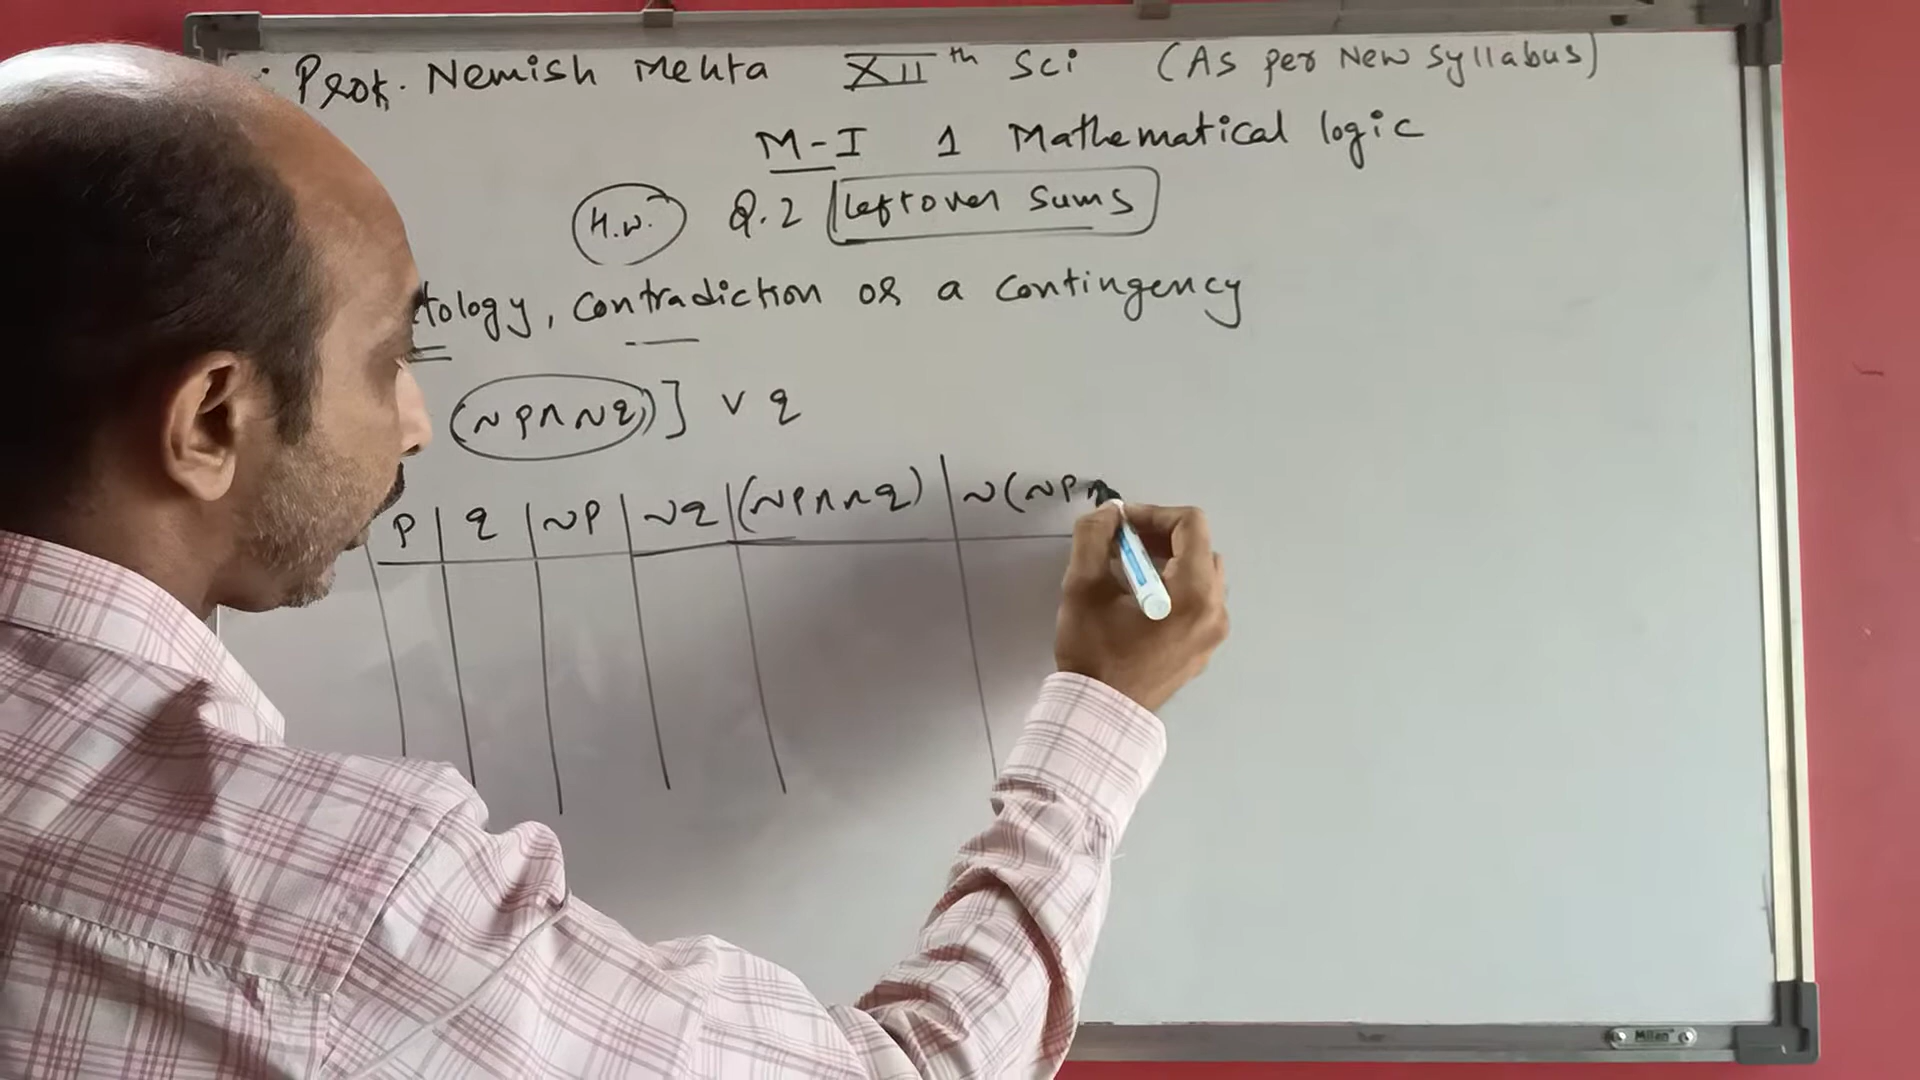 Prof. Nemish Mehta XIIth Sci (As per New Syllabus)
M-I 1 Mathematical logic
H.W. Q.2 Leftover Sums
tology, Contradiction or a Contingency
(~p∧~q)] ∨ q
p | q | ~p | ~q | (~p∧~q) | ~(~p∧
Milan